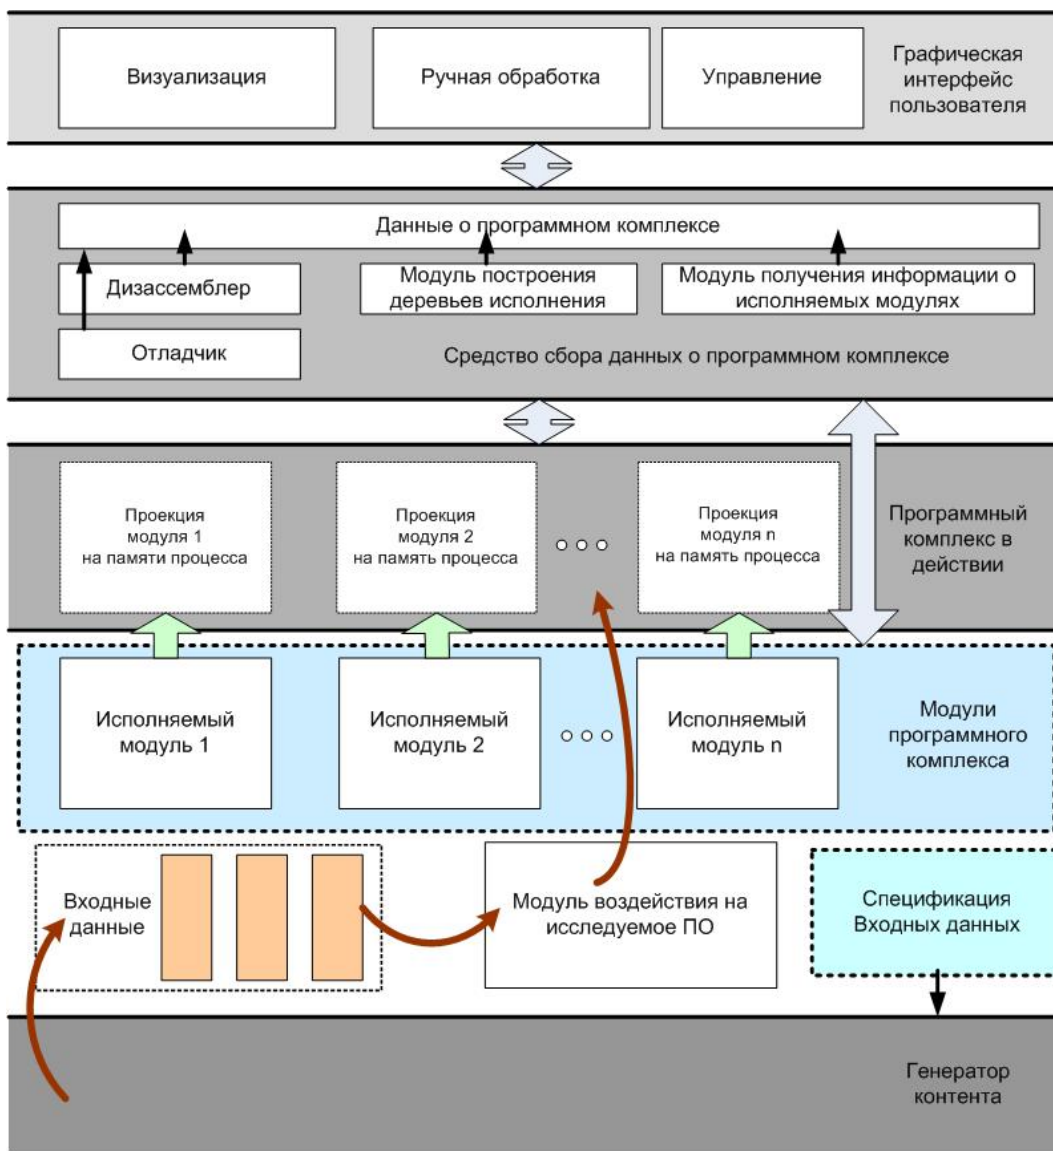 Визуализация
Ручная обработка
Управление
Графическая
интерфейс
пользователя
Данные о программном комплексе
Дизассемблер
Модуль построения
деревьев исполнения
Модуль получения информации о
исполняемых модулях
Отладчик
Средство сбора данных о программном комплексе
Проекция
модуля 1
на памяти процесса
Проекция
модуля 2
на память процесса
Проекция
модуля n
на память процесса
Программный
комплекс в
действии
Исполняемый
модуль 1
Исполняемый
модуль 2
Исполняемый
модуль n
Модули
программного
комплекса
Входные
данные
Модуль воздействия на
исследуемое ПО
Спецификация
Входных данных
Генератор
контента